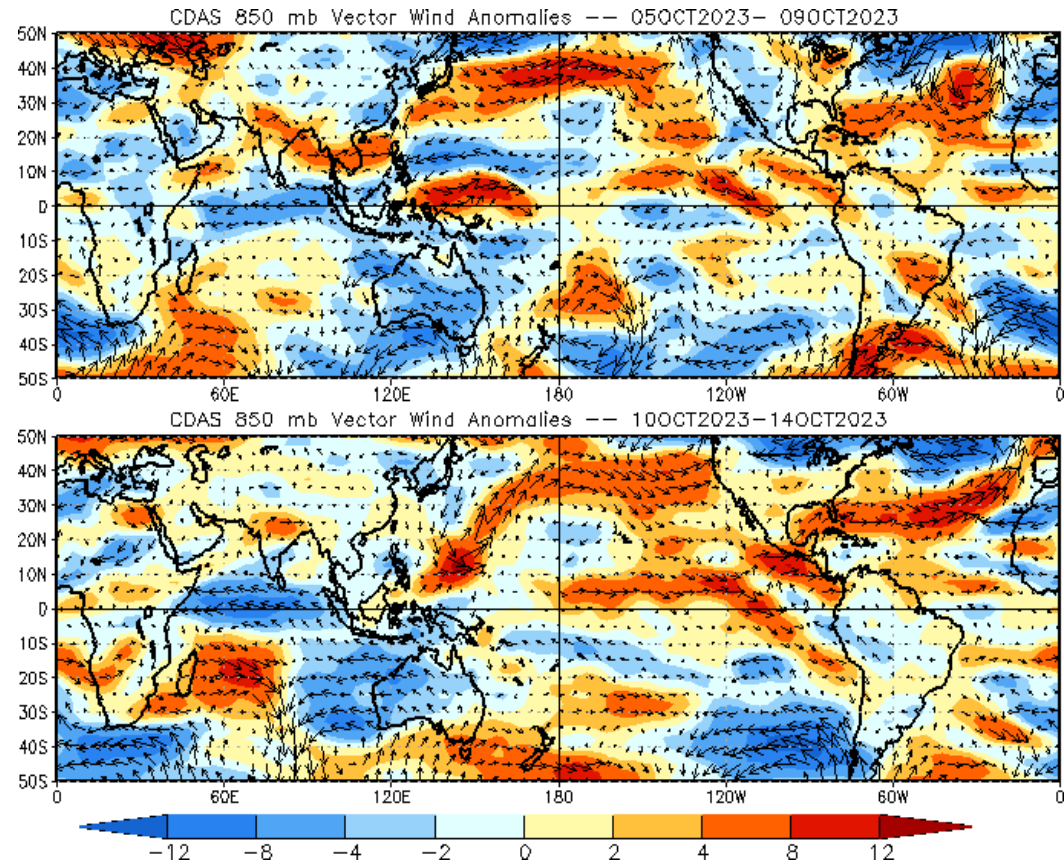 CDAS 850 mb Vector Wind Anomalies -- 05OCT2023- 09OCT2023
50N
40N
30N
20N
10N
0
10S
20S
30S
40S
50S
0 60E 120E 180 120W 60W 0
CDAS 850 mb Vector Wind Anomalies -- 10OCT2023-14OCT2023
50N
40N
30N
20N
10N
0
10S
20S
30S
40S
50S
0 60E 120E 180 120W 60W 0
-12 -8 -4 -2 0 2 4 8 12